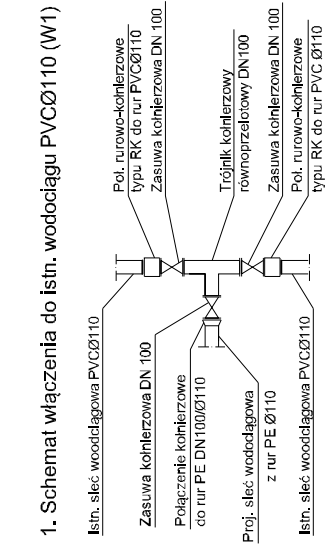 1. Schemat włączenia do istn. wodociągu PVCØ110 (W1)
Poł. rurowo-kołnierzowe
typu RK do rur PVCØ110
Zasuwa kołnierzowa DN 100
Trójnik kołnierzowy
równoprzelotowy DN100
Zasuwa kołnierzowa DN 100
Poł. rurowo-kołnierzowe
typu RK do rur PVC Ø110
Istn. sieć woodciągowa PVCØ110
Zasuwa kołnierzowa DN 100
Połączenie kołnierzowe
do rur PE DN100/Ø110
Proj. sieć wododągowa
z rur PE Ø110
Istn. sieć woodciągowa PVCØ110